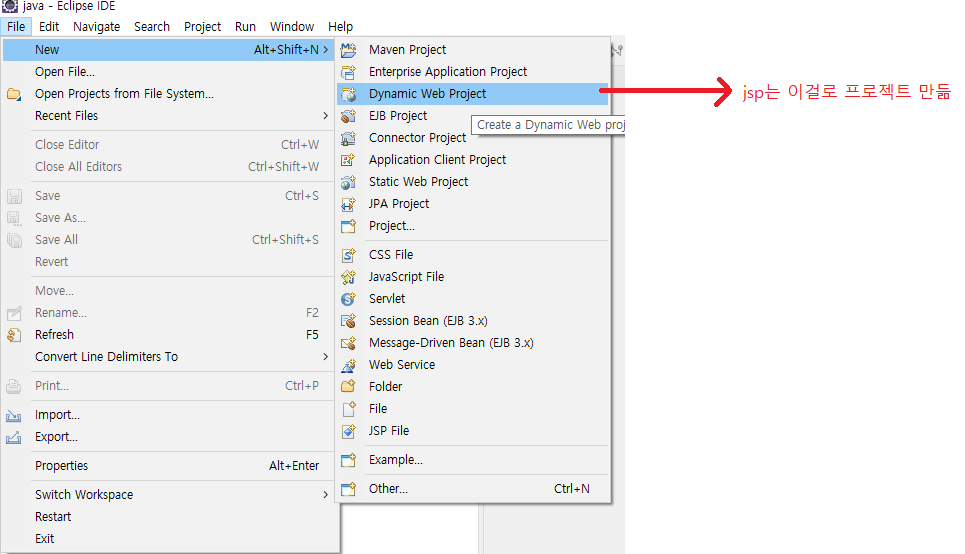 java - Eclipse IDE
File Edit Navigate Search Project Run Window Help
New Alt+Shift+N >
Open File...
Open Projects from File System...
Recent Files >
Close Editor Ctrl+W
Close All Editors Ctrl+Shift+W
Save Ctrl+S
Save As...
Save All Ctrl+Shift+S
Revert
Move...
Rename... F2
Refresh F5
Convert Line Delimiters To >
Print... Ctrl+P
Import...
Export...
Properties Alt+Enter
Switch Workspace >
Restart
Exit
Maven Project
Enterprise Application Project
Dynamic Web Project
EJB Project
Connector Project
Application Client Project
Static Web Project
JPA Project
Project...
CSS File
JavaScript File
Servlet
Session Bean (EJB 3.x)
Message-Driven Bean (EJB 3.x)
Web Service
Folder
File
JSP File
Example...
Other... Ctrl+N
Create a Dynamic Web proj
jsp는 이걸로 프로젝트 만듦